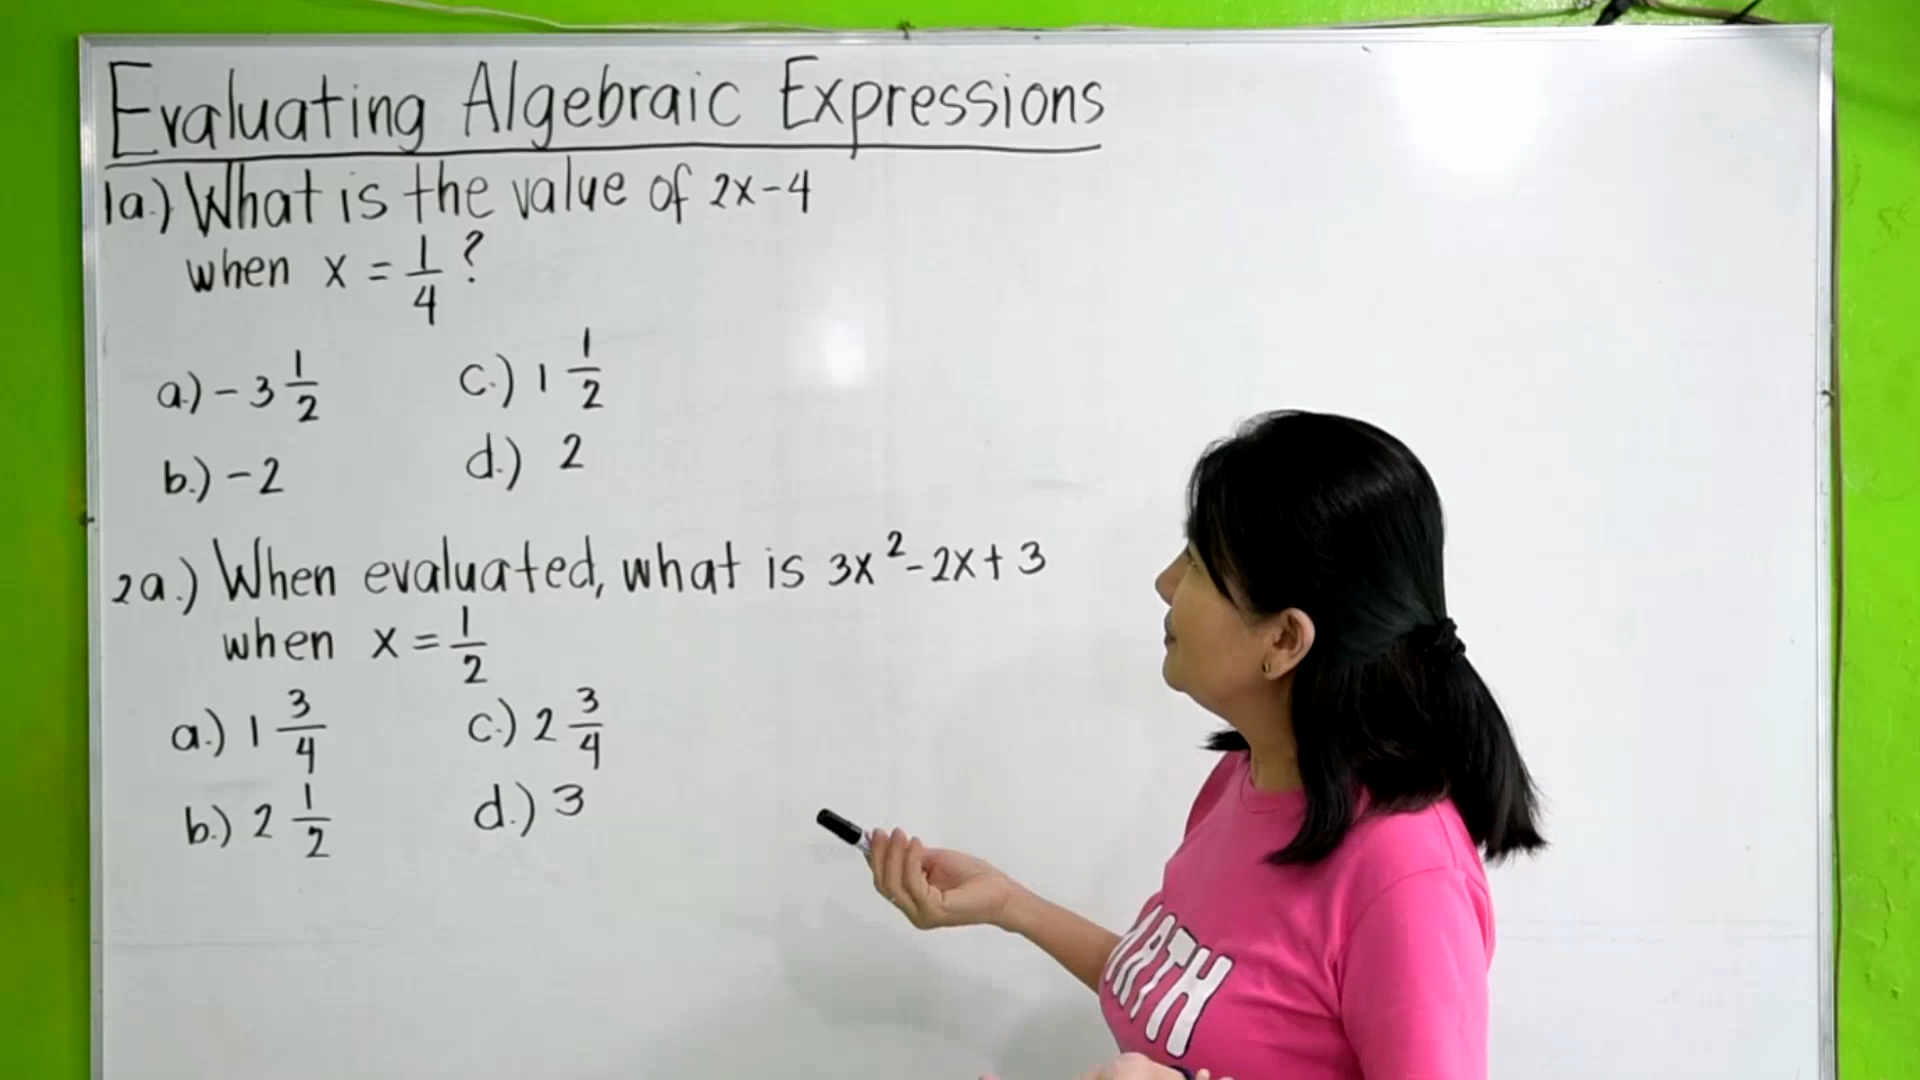 Evaluating Algebraic Expressions
1a.) What is the value of 2x-4
when x = 1/4 ?
a.) -3 1/2
c.) 1 1/2
b.) -2
d.) 2
2a.) When evaluated, what is 3x²-2x+3
when x = 1/2
a.) 1 3/4
c.) 2 3/4
b.) 2 1/2
d.) 3
MATH